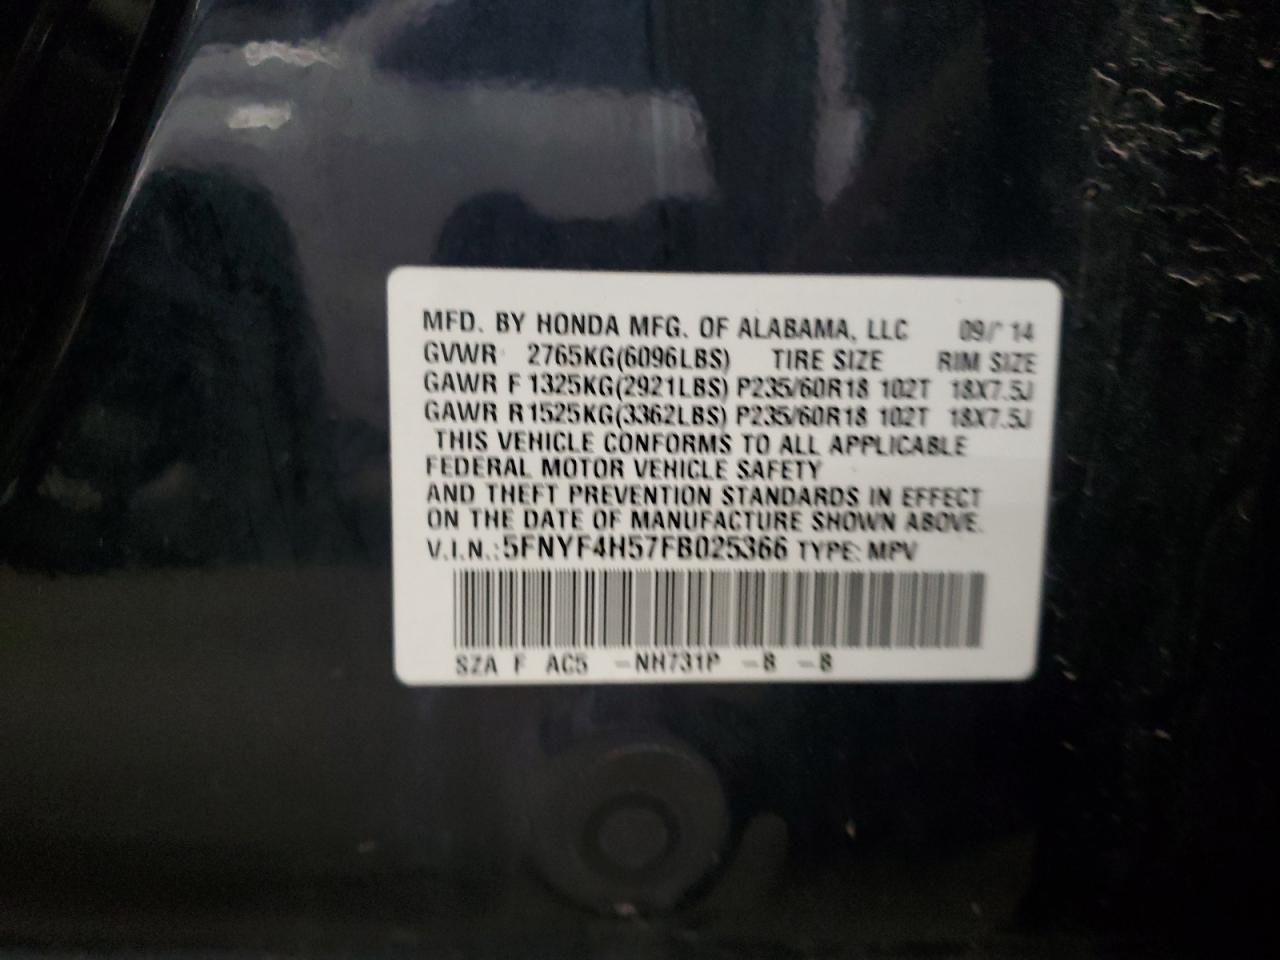 MFD. BY HONDA MFG. OF ALABAMA, LLC 09/ 14
GVWR 2765KG(6096LBS) TIRE SIZE RIM SIZE
GAWR F 1325KG(2921LBS) P235/60R18 102T 18X7.5J
GAWR R1525KG(3362LBS) P235/60R18 102T 18X7.5J
THIS VEHICLE CONFORMS TO ALL APPLICABLE
FEDERAL MOTOR VEHICLE SAFETY
AND THEFT PREVENTION STANDARDS IN EFFECT
ON THE DATE OF MANUFACTURE SHOWN ABOVE.
V.I.N.:5FNYF4H57FB025366 TYPE: MPV
SZA F AC5 -NH731P -B -B